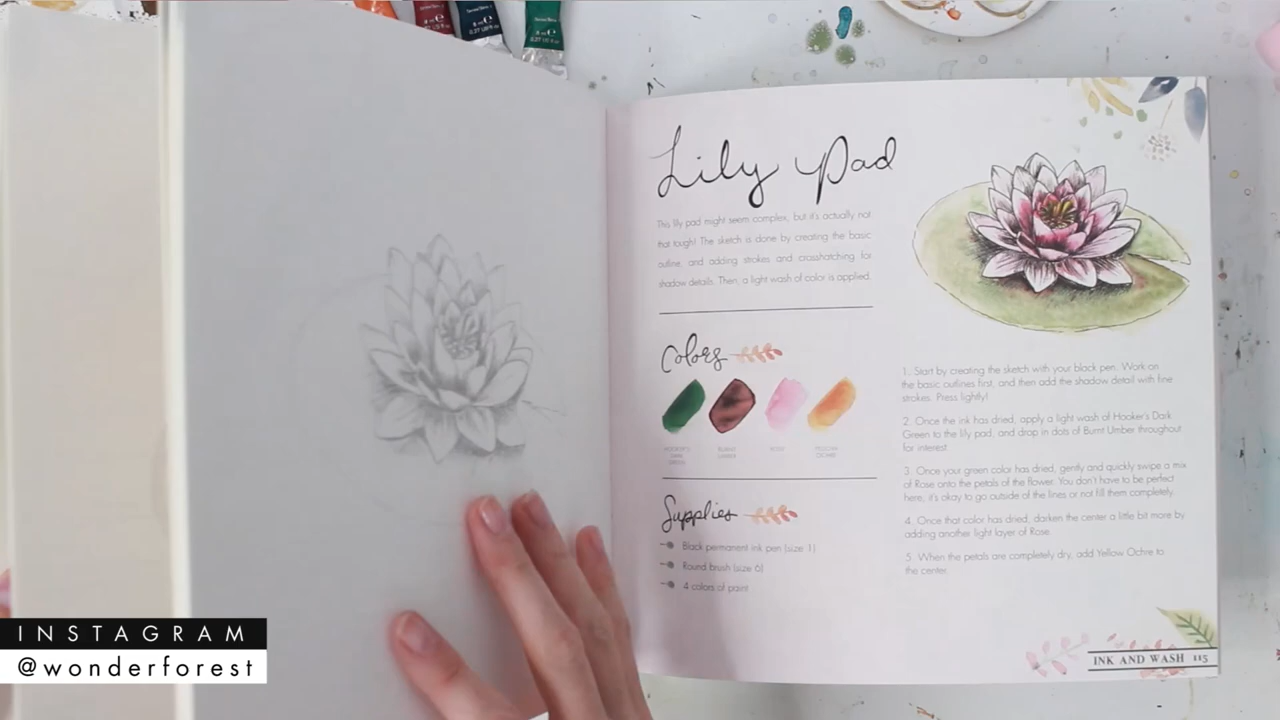 Lily Pad
This lily pad might seem complex, but it's actually not
that tough! The sketch is done by creating the basic
outline, and adding strokes and crosshatching for
shadow details. Then, a light wash of color is applied.
Colors
HOOKER'S
DARK
GREEN
BURNT
UMBER
ROSE
YELLOW
OCHRE
Supplies
Black permanent ink pen (size 1)
Round brush (size 6)
4 colors of paint
1. Start by creating the sketch with your black pen. Work on
the basic outlines first, and then add the shadow detail with fine
strokes. Press lightly!
2. Once the ink has dried, apply a light wash of Hooker's Dark
Green to the lily pad, and drop in dots of Burnt Umber throughout
for interest.
3. Once your green color has dried, gently and quickly swipe a mix
of Rose onto the petals of the flower. You don't have to be perfect
here, it's okay to go outside of the lines or not fill them completely.
4. Once that color has dried, darken the center a little bit more by
adding another light layer of Rose.
5. When the petals are completely dry, add Yellow Ochre to
the center.
INK AND WASH 115
INSTAGRAM
@wonderforest